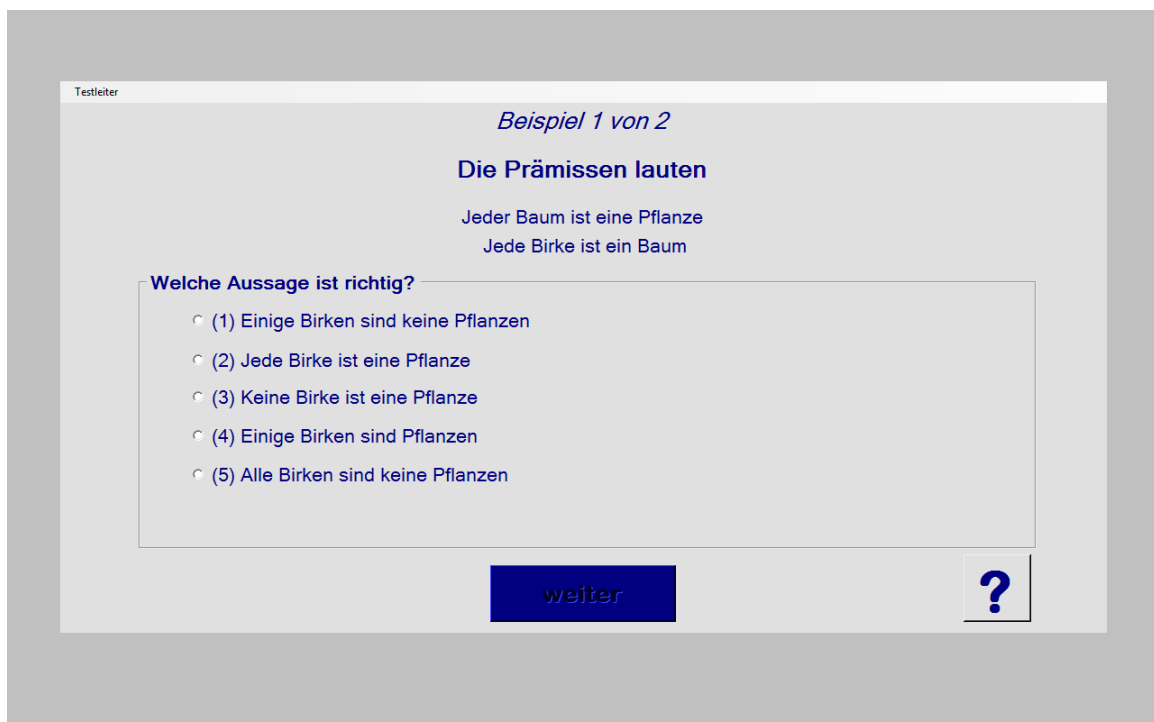 Testleiter
Beispiel 1 von 2
Die Prämissen lauten
Jeder Baum ist eine Pflanze
Jede Birke ist ein Baum
Welche Aussage ist richtig?
(1) Einige Birken sind keine Pflanzen
(2) Jede Birke ist eine Pflanze
(3) Keine Birke ist eine Pflanze
(4) Einige Birken sind Pflanzen
(5) Alle Birken sind keine Pflanzen
weiter
?